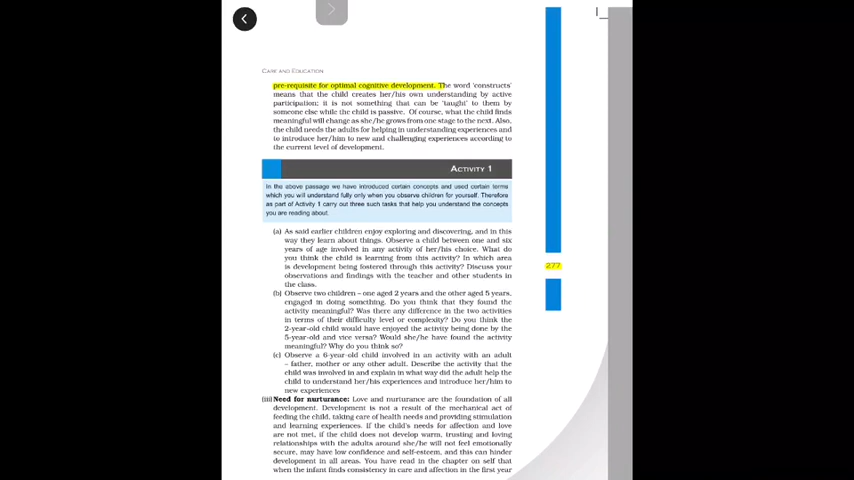 CARE AND EDUCATION
pre-requisite for optimal cognitive development. The word 'constructs'
means that the child creates her/his own understanding by active
participation; it is not something that can be 'taught' to them by
someone else while the child is passive. Of course, what the child finds
meaningful will change as she/he grows from one stage to the next. Also,
the child needs the adults for helping in understanding experiences and
to introduce her/him to new and challenging experiences according to
the current level of development.
ACTIVITY 1
In the above passage we have introduced certain concepts and used certain terms
which you will understand fully only when you observe children for yourself. Therefore
as part of Activity 1 carry out three such tasks that help you understand the concepts
you are reading about.
(a) As said earlier children enjoy exploring and discovering, and in this
way they learn about things. Observe a child between one and six
years of age involved in any activity of her/his choice. What do
you think the child is learning from this activity? In which area
is development being fostered through this activity? Discuss your
observations and findings with the teacher and other students in
the class.
277
(b) Observe two children – one aged 2 years and the other aged 5 years,
engaged in doing something. Do you think that they found the
activity meaningful? Was there any difference in the two activities
in terms of their difficulty level or complexity? Do you think the
2-year-old child would have enjoyed the activity being done by the
5-year-old and vice versa? Would she/he have found the activity
meaningful? Why do you think so?
(c) Observe a 6-year-old child involved in an activity with an adult
– father, mother or any other adult. Describe the activity that the
child was involved in and explain in what way did the adult help the
child to understand her/his experiences and introduce her/him to
new experiences
(iii) Need for nurturance: Love and nurturance are the foundation of all
development. Development is not a result of the mechanical act of
feeding the child, taking care of health needs and providing stimulation
and learning experiences. If the child's needs for affection and love
are not met, if the child does not develop warm, trusting and loving
relationships with the adults around she/he will not feel emotionally
secure, may have low confidence and self-esteem, and this can hinder
development in all areas. You have read in the chapter on self that
when the infant finds consistency in care and affection in the first year